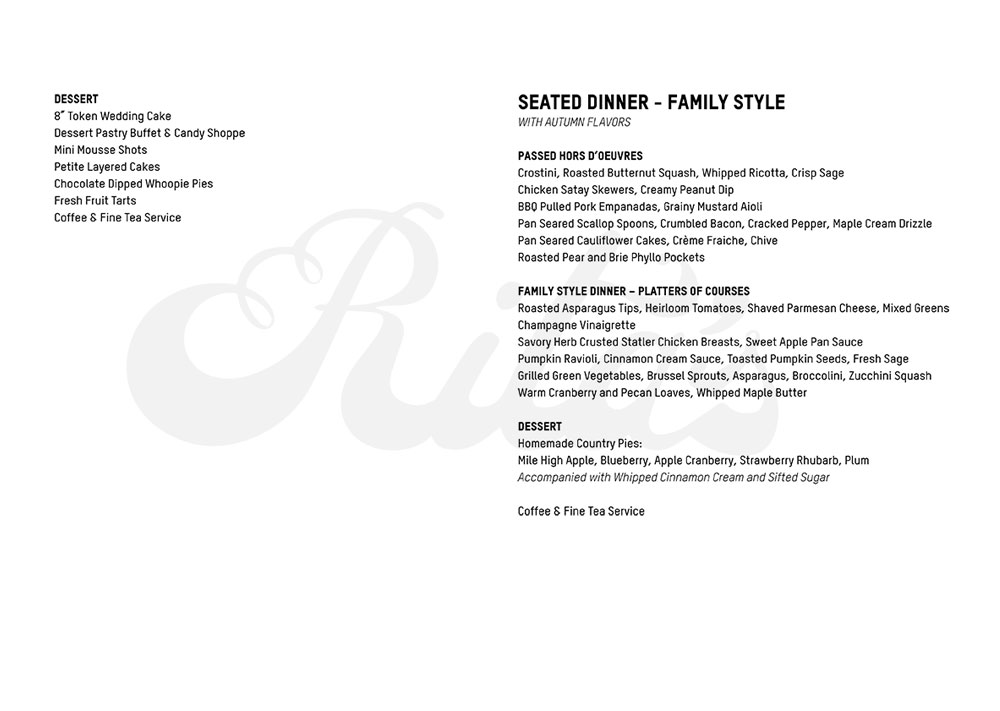 DESSERT
8″ Token Wedding Cake
Dessert Pastry Buffet & Candy Shoppe
Mini Mousse Shots
Petite Layered Cakes
Chocolate Dipped Whoopie Pies
Fresh Fruit Tarts
Coffee & Fine Tea Service
SEATED DINNER - FAMILY STYLE
WITH AUTUMN FLAVORS
PASSED HORS D'OEUVRES
Crostini, Roasted Butternut Squash, Whipped Ricotta, Crisp Sage
Chicken Satay Skewers, Creamy Peanut Dip
BBQ Pulled Pork Empanadas, Grainy Mustard Aioli
Pan Seared Scallop Spoons, Crumbled Bacon, Cracked Pepper, Maple Cream Drizzle
Pan Seared Cauliflower Cakes, Crème Fraiche, Chive
Roasted Pear and Brie Phyllo Pockets
FAMILY STYLE DINNER – PLATTERS OF COURSES
Roasted Asparagus Tips, Heirloom Tomatoes, Shaved Parmesan Cheese, Mixed Greens
Champagne Vinaigrette
Savory Herb Crusted Statler Chicken Breasts, Sweet Apple Pan Sauce
Pumpkin Ravioli, Cinnamon Cream Sauce, Toasted Pumpkin Seeds, Fresh Sage
Grilled Green Vegetables, Brussel Sprouts, Asparagus, Broccolini, Zucchini Squash
Warm Cranberry and Pecan Loaves, Whipped Maple Butter
DESSERT
Homemade Country Pies:
Mile High Apple, Blueberry, Apple Cranberry, Strawberry Rhubarb, Plum
Accompanied with Whipped Cinnamon Cream and Sifted Sugar
Coffee & Fine Tea Service
Rita's